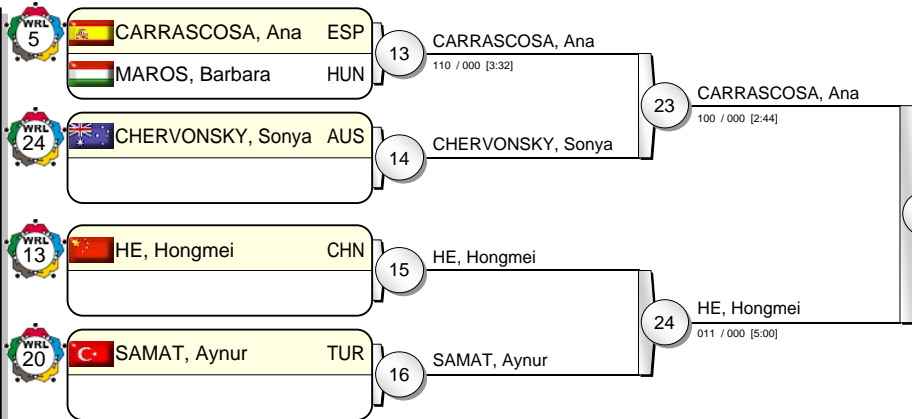 WRL
5
CARRASCOSA, Ana ESP
MAROS, Barbara HUN
13
CARRASCOSA, Ana
110 / 000 [3:32]
WRL
24
CHERVONSKY, Sonya AUS
14
CHERVONSKY, Sonya
23
CARRASCOSA, Ana
100 / 000 [2:44]
WRL
13
HE, Hongmei CHN
15
HE, Hongmei
WRL
20
SAMAT, Aynur TUR
16
SAMAT, Aynur
24
HE, Hongmei
011 / 000 [5:00]